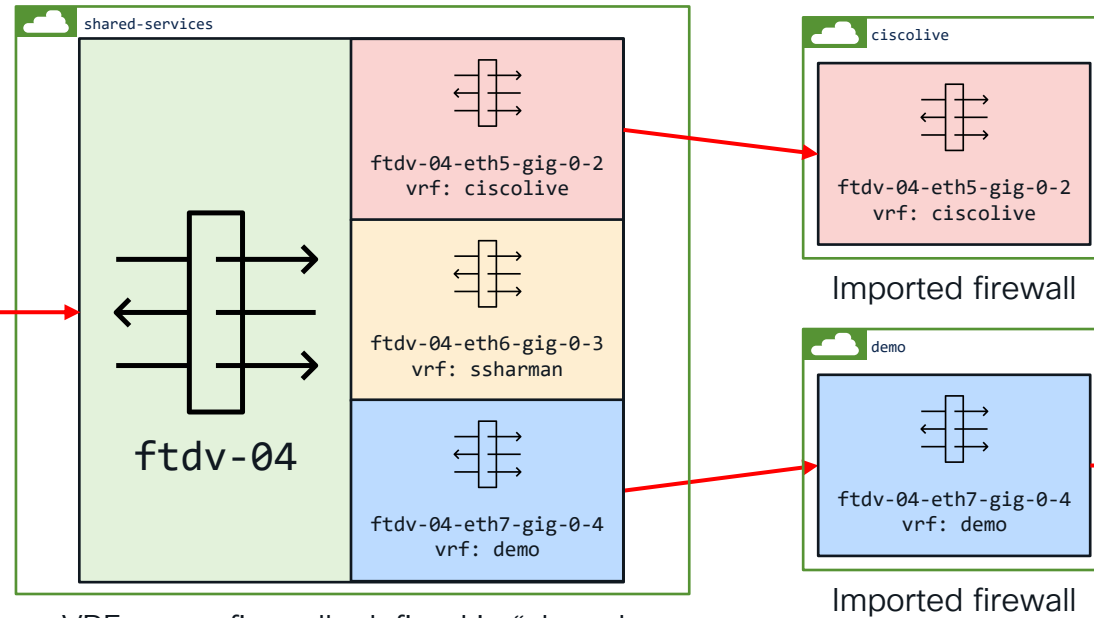 shared-services
ftdv-04
ftdv-04-eth5-gig-0-2
vrf: ciscolive
ftdv-04-eth6-gig-0-3
vrf: ssharman
ftdv-04-eth7-gig-0-4
vrf: demo
ciscolive
ftdv-04-eth5-gig-0-2
vrf: ciscolive
Imported firewall
demo
ftdv-04-eth7-gig-0-4
vrf: demo
Imported firewall